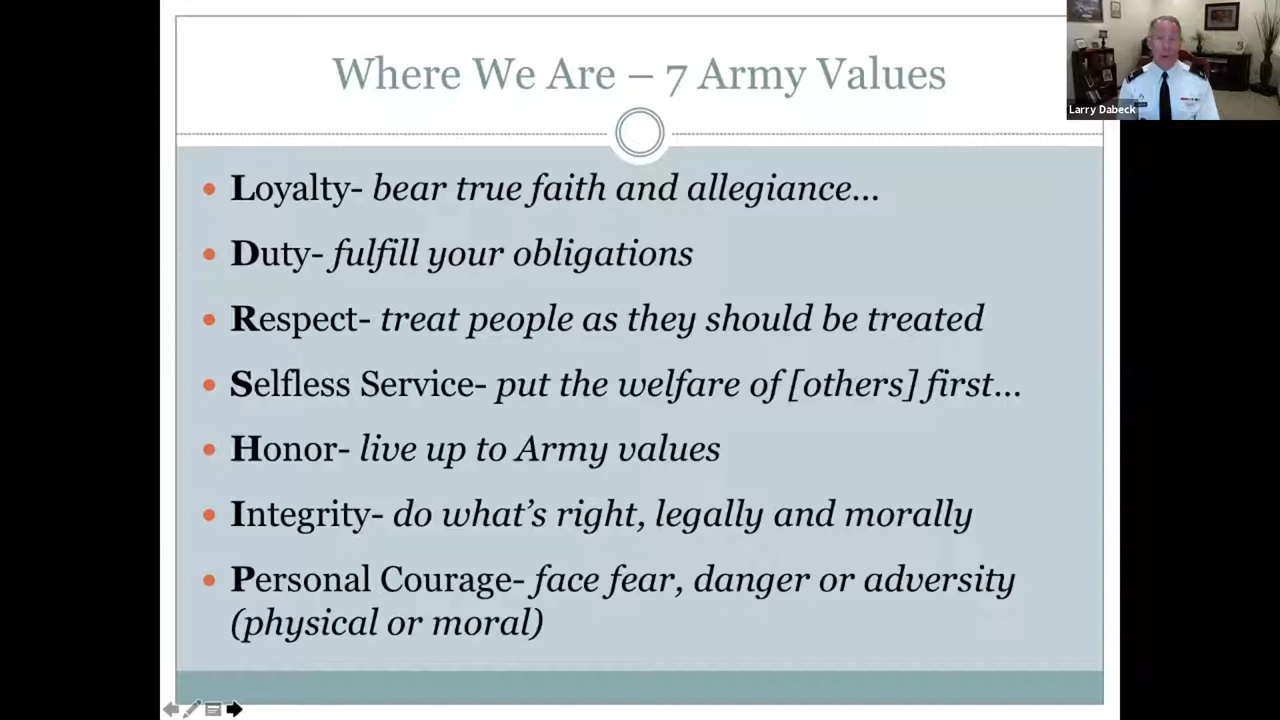 Where We Are – 7 Army Values
Larry Dabeck
Loyalty- bear true faith and allegiance…
Duty- fulfill your obligations
Respect- treat people as they should be treated
Selfless Service- put the welfare of [others] first…
Honor- live up to Army values
Integrity- do what’s right, legally and morally
Personal Courage- face fear, danger or adversity
(physical or moral)